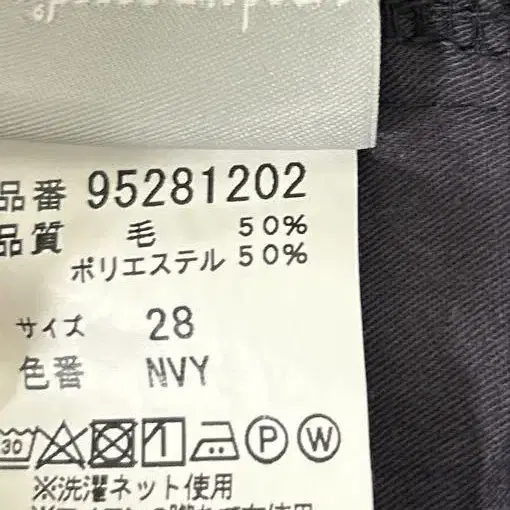 品番 95281202
品質 毛 50%
ポリエステル 50%
サイズ 28
色番 NVY
30 P W
※洗濯ネット使用